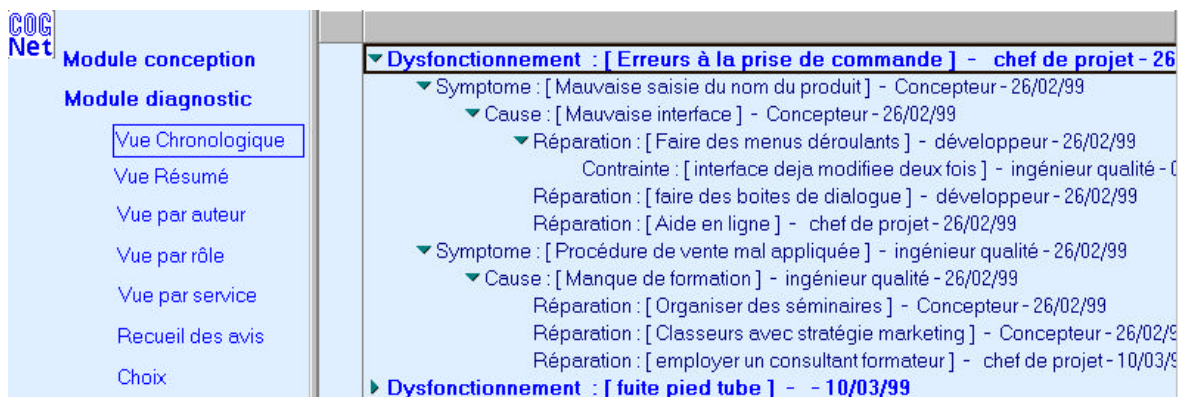 COG
Net
Module conception
Module diagnostic
Vue Chronologique
Vue Résumé
Vue par auteur
Vue par rôle
Vue par service
Recueil des avis
Choix
Dysfonctionnement : [ Erreurs à la prise de commande ] - chef de projet - 26
Symptome : [ Mauvaise saisie du nom du produit ] - Concepteur - 26/02/99
Cause : [ Mauvaise interface ] - Concepteur - 26/02/99
Réparation : [ Faire des menus déroulants ] - développeur - 26/02/99
Contrainte : [ interface deja modifiee deux fois ] - ingénieur qualité -
Réparation : [ faire des boites de dialogue ] - développeur - 26/02/99
Réparation : [ Aide en ligne ] - chef de projet - 26/02/99
Symptome : [ Procédure de vente mal appliquée ] - ingénieur qualité - 26/02/99
Cause : [ Manque de formation ] - ingénieur qualité - 26/02/99
Réparation : [ Organiser des séminaires ] - Concepteur - 26/02/99
Réparation : [ Classeurs avec stratégie marketing ] - Concepteur - 26/02/9
Réparation : [ employer un consultant formateur ] - chef de projet - 10/03/9
Dysfonctionnement : [ fuite pied tube ] - - 10/03/99